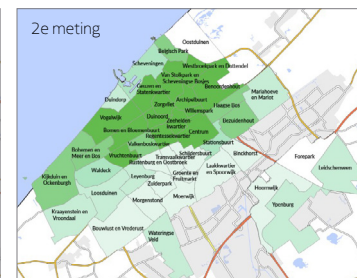 2e meting
Oostduinen
Belgisch Park
Scheveningen
Westbroekpark en Duttendel
Van Stolkpark en
Scheveningse Bosjes
Geuzen en
Statenkwartier
Benoordenhout
Mariahoeve
en Marlot
Duindorp
Archipelbuurt
Zorgvliet
Willemspark
Haagse Bos
Vogelwijk
Duinoord
Zeehelden-
kwartier
Bezuidenhout
Bomen en Bloemenbuurt
Centrum
Regentessekwartier
Valkenboskwartier
Stationsbuurt
Bohemen en
Meer en Bos
Vruchtenbuurt
Schildersbuurt
Binckhorst
Forepark
Transvaalkwartier
Rustenburg en Oostbroek
Laakkwartier
en Spoorwijk
Leidschenveen
Waldeck
Kijkduin en
Ockenburgh
Leyenburg
Groente en
Fruitmarkt
Zuiderpark
Hoornwijk
Loosduinen
Moerwijk
Ypenburg
Morgenstond
Kraayenstein en
Vroondaal
Bouwlust en Vrederust
Wateringse
Veld